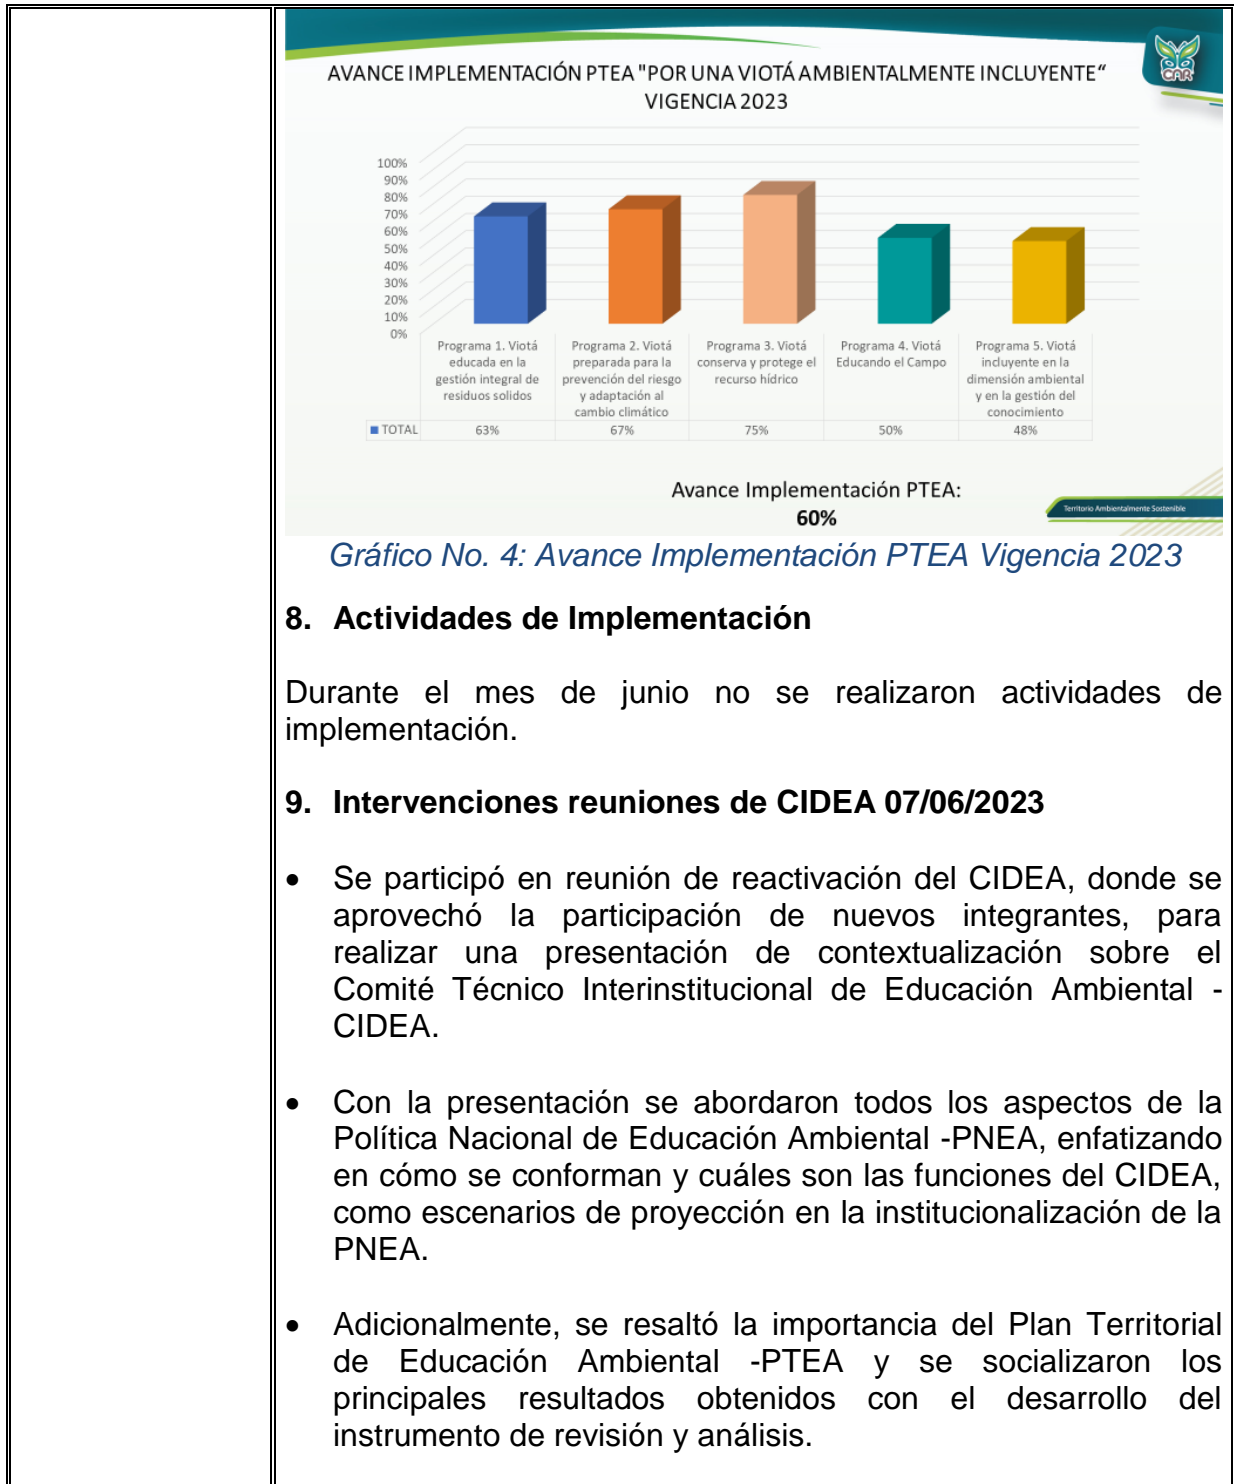 AVANCE IMPLEMENTACIÓN PTEA "POR UNA VIOTÁ AMBIENTALMENTE INCLUYENTE“
VIGENCIA 2023
CAR
100%
90%
80%
70%
60%
50%
40%
30%
20%
10%
0%
Programa 1. Viotá
educada en la
gestión integral de
residuos solidos
Programa 2. Viotá
preparada para la
prevención del riesgo
y adaptación al
cambio climático
Programa 3. Viotá
conserva y protege el
recurso hídrico
Programa 4. Viotá
Educando el Campo
Programa 5. Viotá
incluyente en la
dimensión ambiental
y en la gestión del
conocimiento
TOTAL 63% 67% 75% 50% 48%
Avance Implementación PTEA:
60%
Territorio Ambientalmente Sostenible
Gráfico No. 4: Avance Implementación PTEA Vigencia 2023
8. Actividades de Implementación
Durante el mes de junio no se realizaron actividades de
implementación.
9. Intervenciones reuniones de CIDEA 07/06/2023
• Se participó en reunión de reactivación del CIDEA, donde se
aprovechó la participación de nuevos integrantes, para
realizar una presentación de contextualización sobre el
Comité Técnico Interinstitucional de Educación Ambiental -
CIDEA.
• Con la presentación se abordaron todos los aspectos de la
Política Nacional de Educación Ambiental -PNEA, enfatizando
en cómo se conforman y cuáles son las funciones del CIDEA,
como escenarios de proyección en la institucionalización de la
PNEA.
• Adicionalmente, se resaltó la importancia del Plan Territorial
de Educación Ambiental -PTEA y se socializaron los
principales resultados obtenidos con el desarrollo del
instrumento de revisión y análisis.